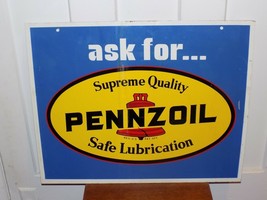 ask for...
Supreme Quality
PENNZOIL
Safe Lubrication